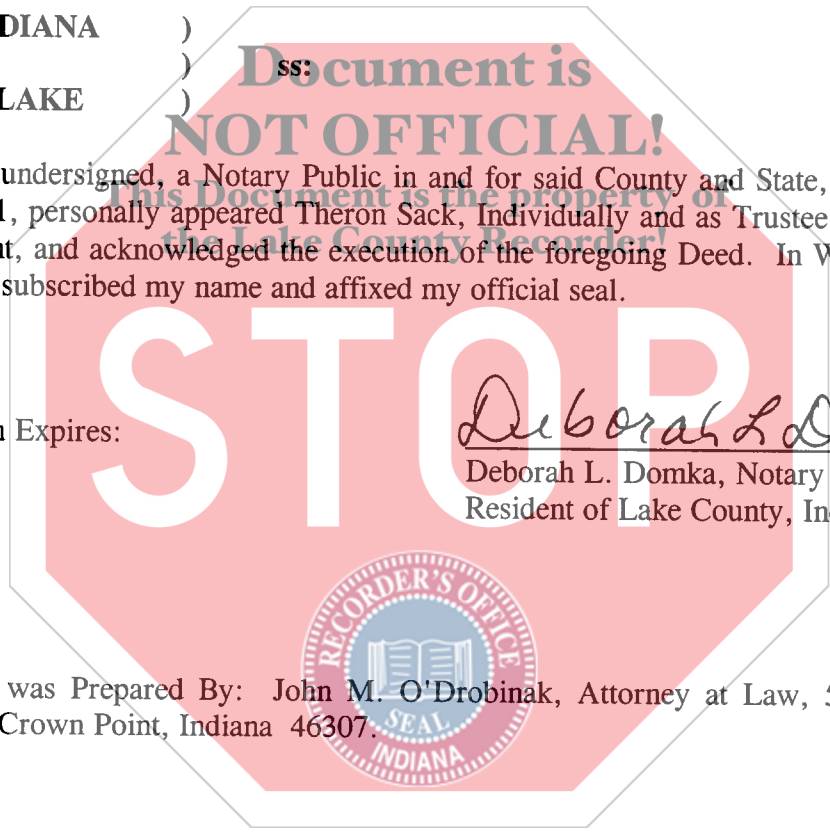 DIANA )
) ss:
LAKE )
Document is
NOT OFFICIAL!
This Document is the property of
the Lake County Recorder!
undersigned, a Notary Public in and for said County and State,
, personally appeared Theron Sack, Individually and as Trustee
and acknowledged the execution of the foregoing Deed. In
subscribed my name and affixed my official seal.
STOP
Expires:
Deborah L D
Deborah L. Domka, Notary
Resident of Lake County, In
RECORDER'S OFFICE
SEAL
INDIANA
was Prepared By: John M. O'Drobinak, Attorney at Law,
Crown Point, Indiana 46307.